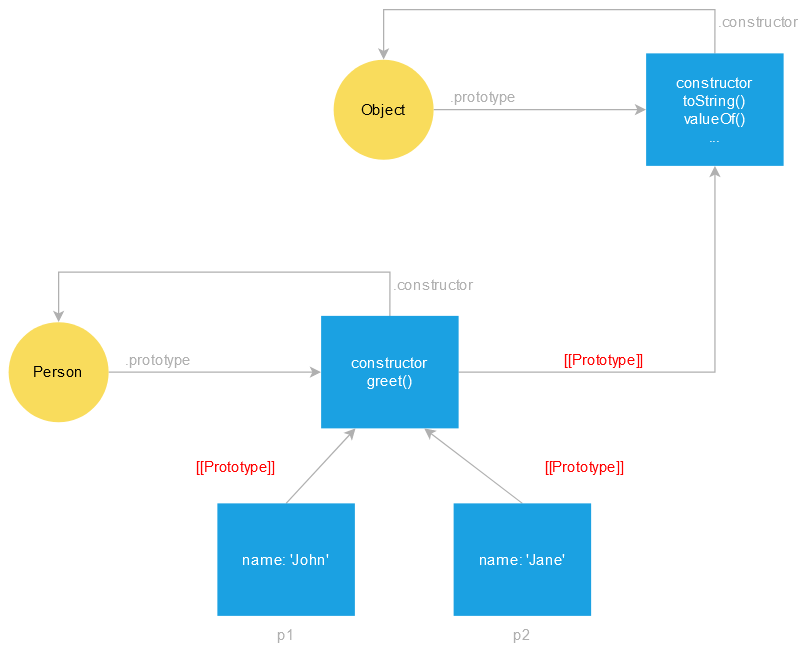 .constructor
constructor
toString()
valueOf()
...
.prototype
Object
.constructor
constructor
greet()
.prototype
Person
[[Prototype]]
[[Prototype]]
[[Prototype]]
name: 'John'
name: 'Jane'
p1
p2